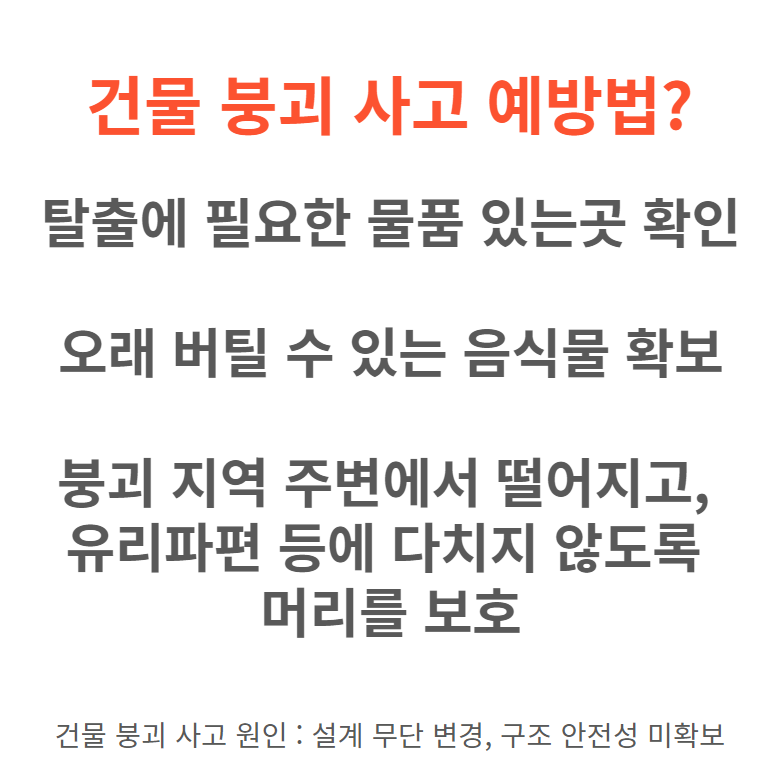 건물 붕괴 사고 예방법?
탈출에 필요한 물품 있는곳 확인
오래 버틸 수 있는 음식물 확보
붕괴 지역 주변에서 떨어지고,
유리파편 등에 다치지 않도록
머리를 보호
건물 붕괴 사고 원인 : 설계 무단 변경, 구조 안전성 미확보